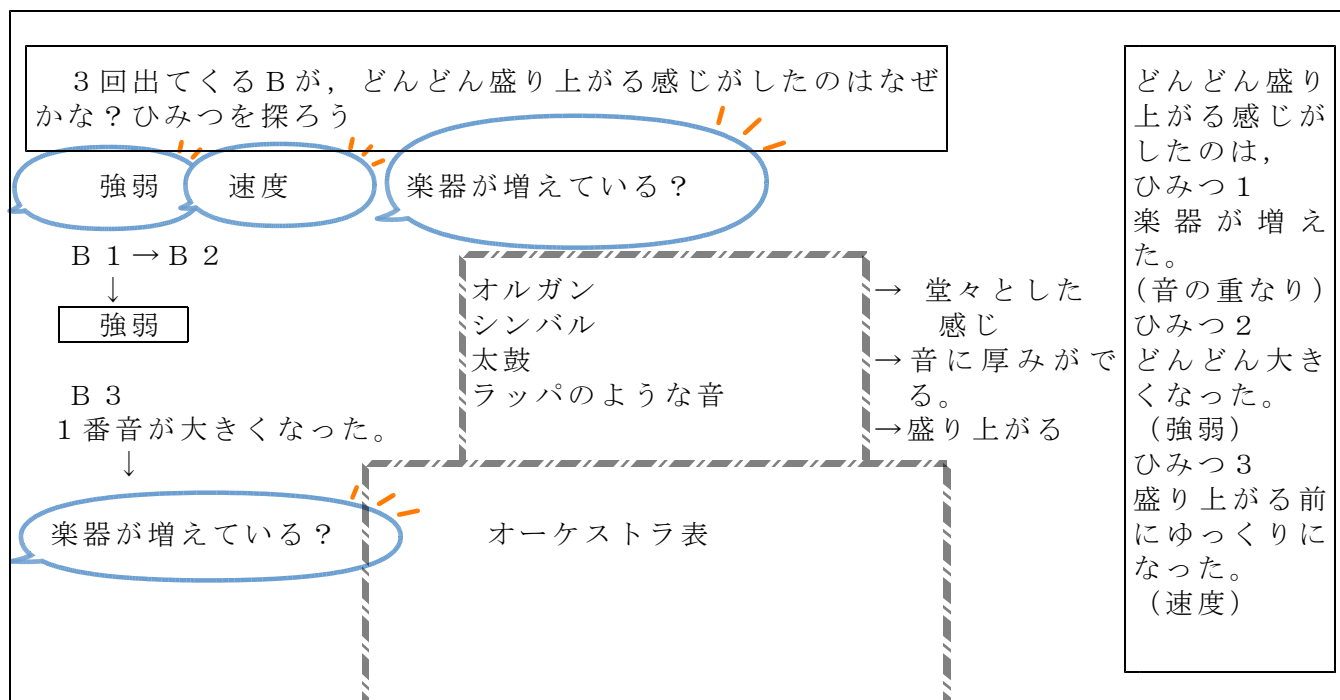 ３回出てくるＢが，どんどん盛り上がる感じがしたのはなぜ
かな？ひみつを探ろう
強弱
速度
楽器が増えている？
Ｂ１→Ｂ２
↓
強弱
Ｂ３
１番音が大きくなった。
↓
楽器が増えている？
オルガン
シンバル
太鼓
ラッパのような音
→ 堂々とした
感じ
→音に厚みがで
る。
→盛り上がる
オーケストラ表
どんどん盛り
上がる感じが
したのは，
ひみつ１
楽器が増え
た。
(音の重なり)
ひみつ２
どんどん大き
くなった。
（強弱）
ひみつ３
盛り上がる前
にゆっくりに
なった。
（速度）